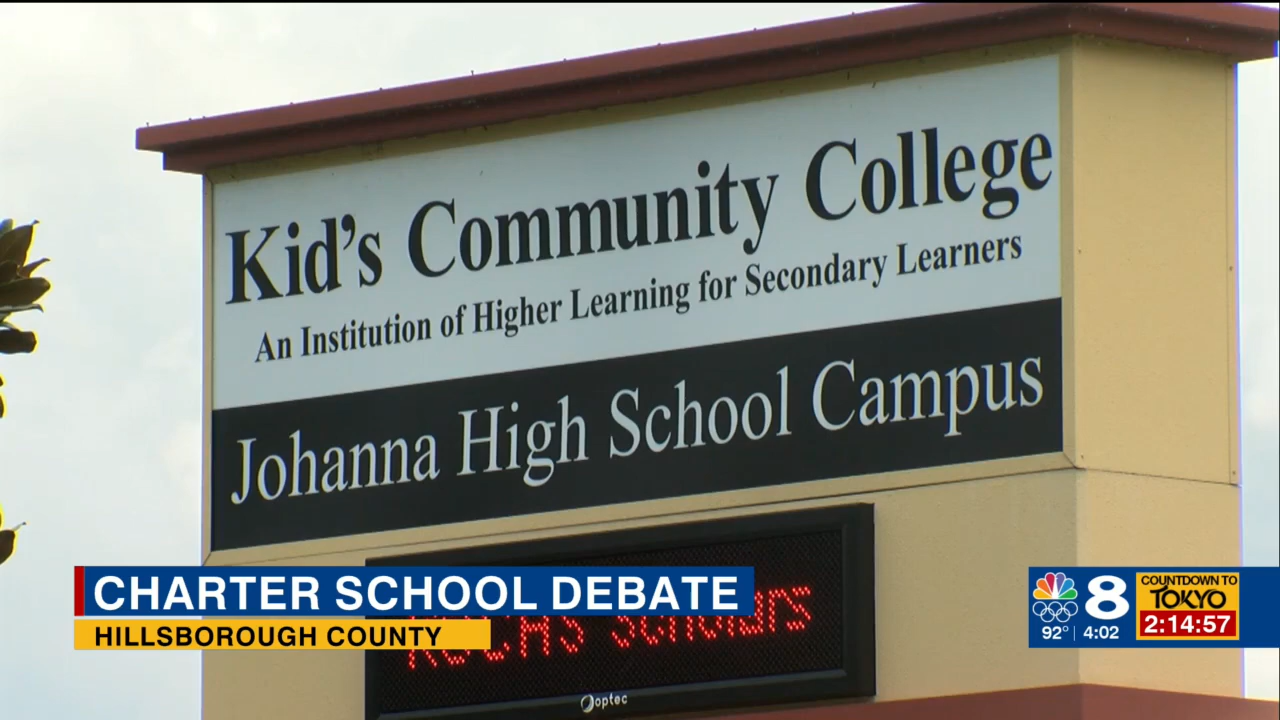 Kid's Community College
An Institution of Higher Learning for Secondary Learners
Johanna High School Campus
Scholars
optec
CHARTER SCHOOL DEBATE
HILLSBOROUGH COUNTY
8
92° | 4:02
COUNTDOWN TO
TOKYO
2:14:57